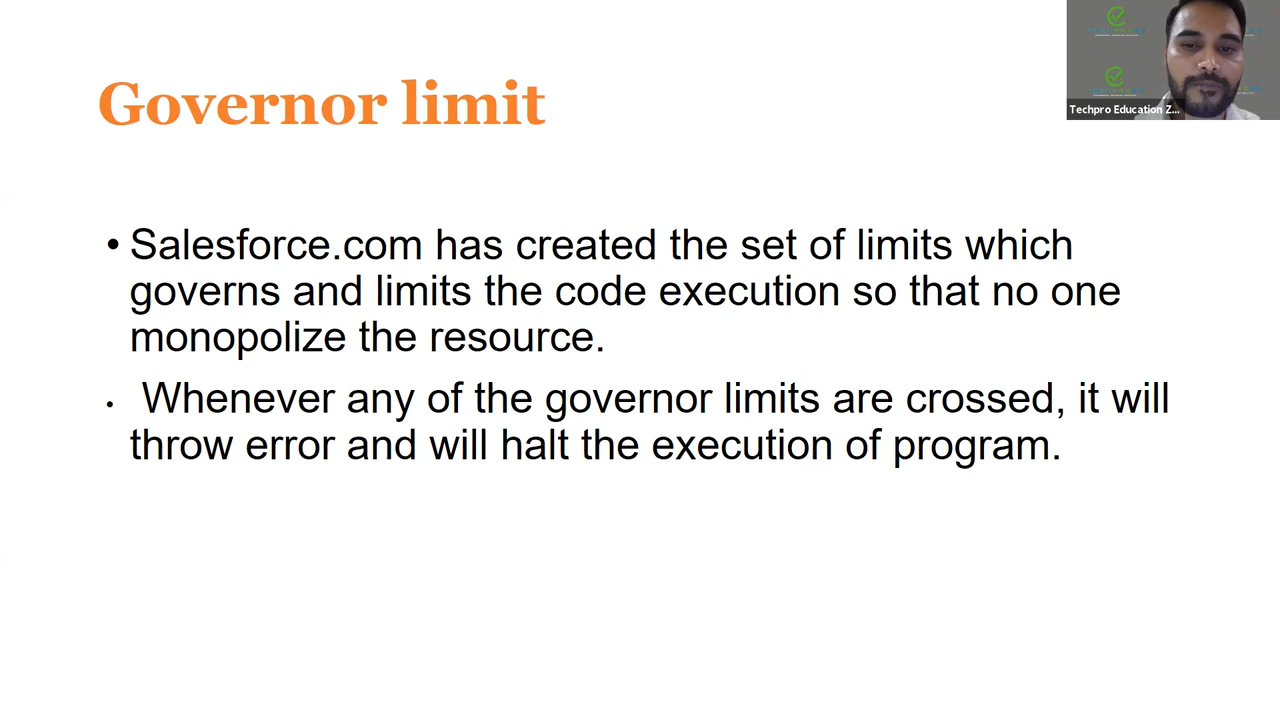 Governor limit
Techpro Education Z...
• Salesforce.com has created the set of limits which
governs and limits the code execution so that no one
monopolize the resource.
• Whenever any of the governor limits are crossed, it will
throw error and will halt the execution of program.